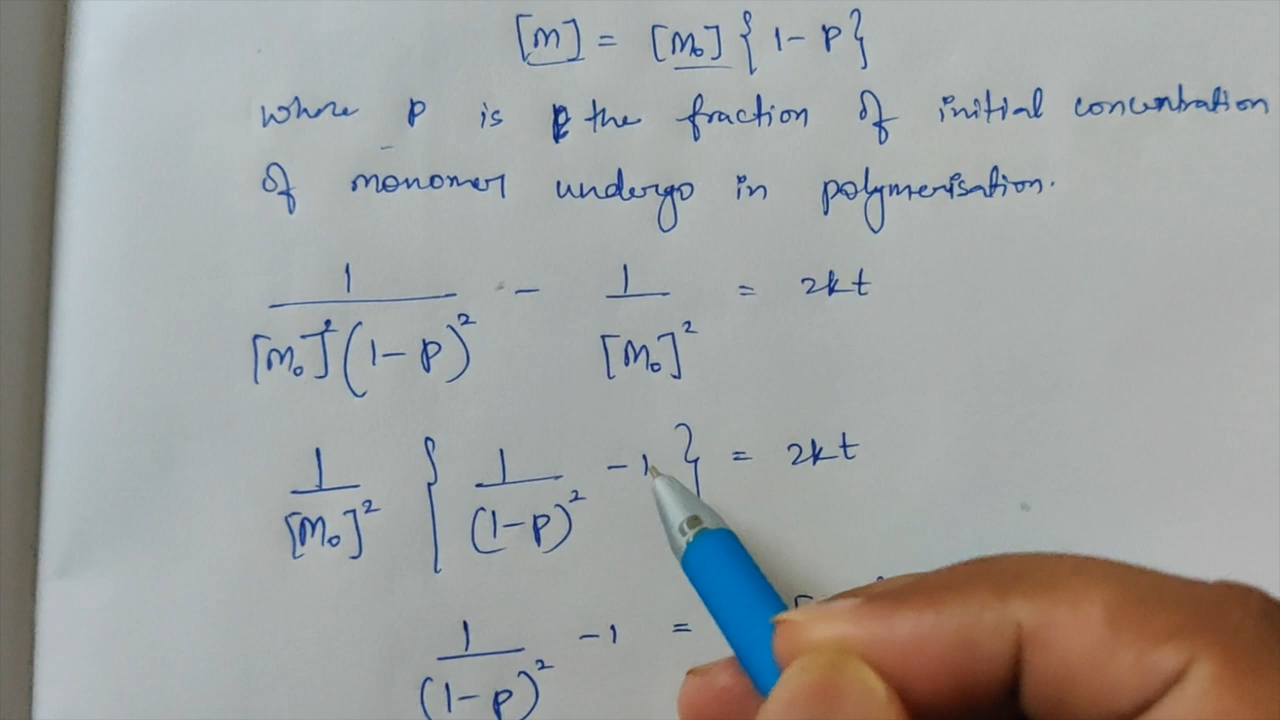 [M] = [M₀] {1 - P}
where P is the fraction of initial concentration
of monomer undergo in polymerisation.
1/([M₀]²(1-P)²) - 1/[M₀]² = 2kt
1/[M₀]² {1/(1-P)² - 1} = 2kt
1/(1-P)² - 1 =